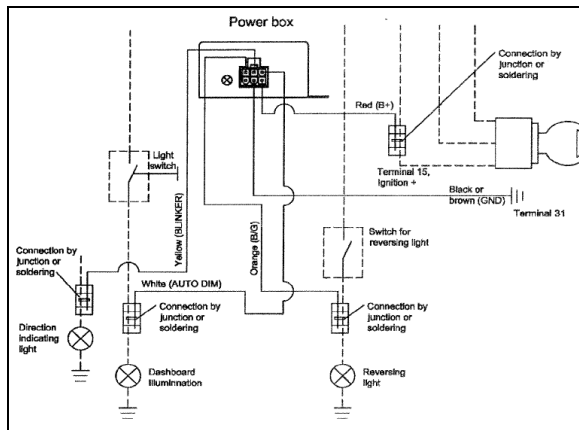 Power box
Connection by
junction or
soldering
Red (B+)
Light
switch
Terminal 15,
Ignition +
Black or
brown (GND)
Terminal 31
Yellow (BLINKER)
Orange (B/G)
Switch for
reversing light
Connection by
junction or
soldering
White (AUTO DIM)
Connection by
junction or
soldering
Connection by
junction or
soldering
Direction
indicating
light
Dashboard
illumination
Reversing
light